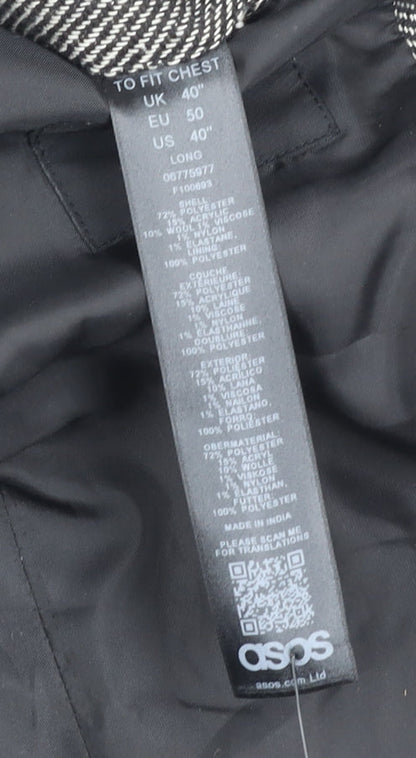 TO FIT CHEST
UK 40"
EU 50
US 40"
LONG
06775977
F100693
SHELL
72% POLYESTER
15% ACRYLIC
10% WOOL 1% VISCOSE
1% NYLON
1% ELASTANE,
LINING:
100% POLYESTER
COUCHE
EXTÉRIEURE,
72% POLYESTER
15% ACRYLIQUE
10% LAINE
1% VISCOSE
1% NYLON
1% ELASTHANNE,
DOUBLURE:
100% POLYESTER
EXTERIOR,
72% POLIÉSTER
15% ACRÍLICO
10% LANA
1% VISCOSA
1% NAILON
1% ELASTANO,
FORRO
100% POLIÉSTER
OBERMATERIAL,
72% POLYESTER
15% ACRYL
10% WOLLE
1% VISKOSE
1% NYLON
1% ELASTHAN,
FUTTER:
100% POLYESTER
MADE IN INDIA
PLEASE SCAN ME
FOR TRANSLATIONS
asos
asos.com Ltd